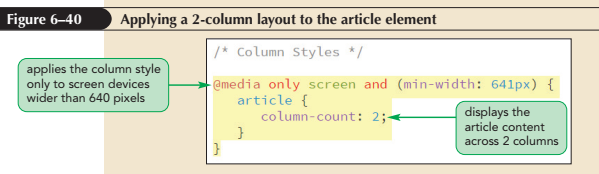 Figure 6–40 Applying a 2-column layout to the article element
/* Column Styles */
applies the column style
only to screen devices
wider than 640 pixels
@media only screen and (min-width: 641px) {
article {
column-count: 2;
}
}
displays the
article content
across 2 columns